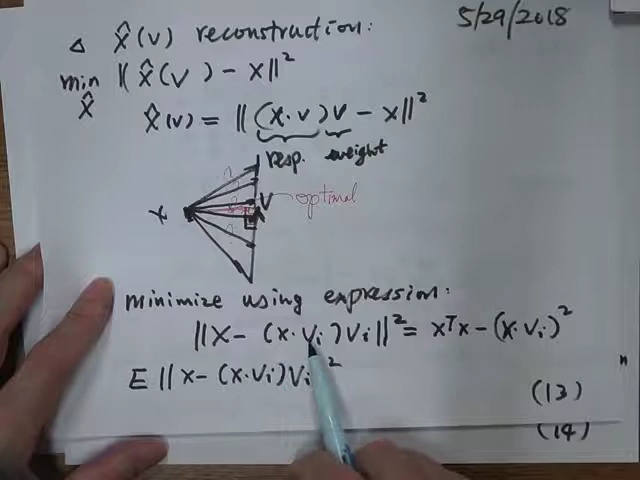 5/29/2018
△ X̂(v) reconstruction:
min ‖X̂(v) - x‖²
X̂
X̂(v) = ‖(x·v)v - x‖²
resp. weight
x
v optimal
minimize using expression:
‖x - (x·vᵢ)vᵢ‖² = xᵀx - (x·vᵢ)²
E ‖x - (x·vᵢ)vᵢ ²
(13)
(14)